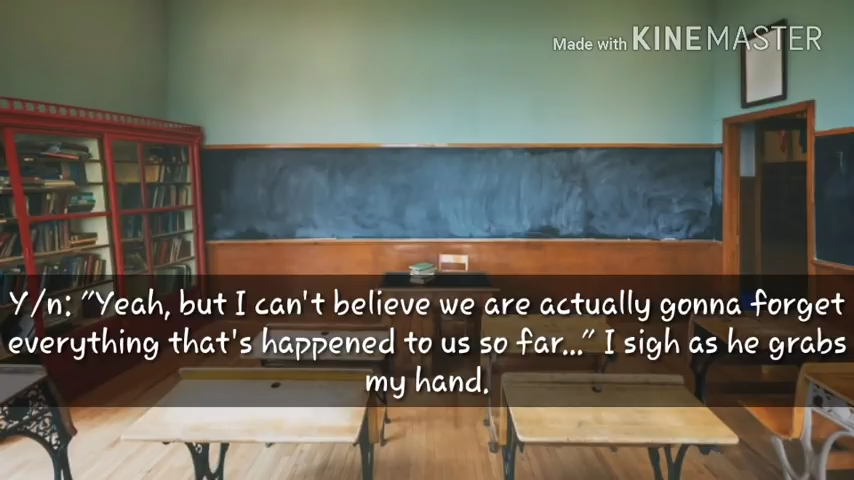 Made with KINEMASTER
Y/n: "Yeah, but I can't believe we are actually gonna forget
everything that's happened to us so far..." I sigh as he grabs
my hand.